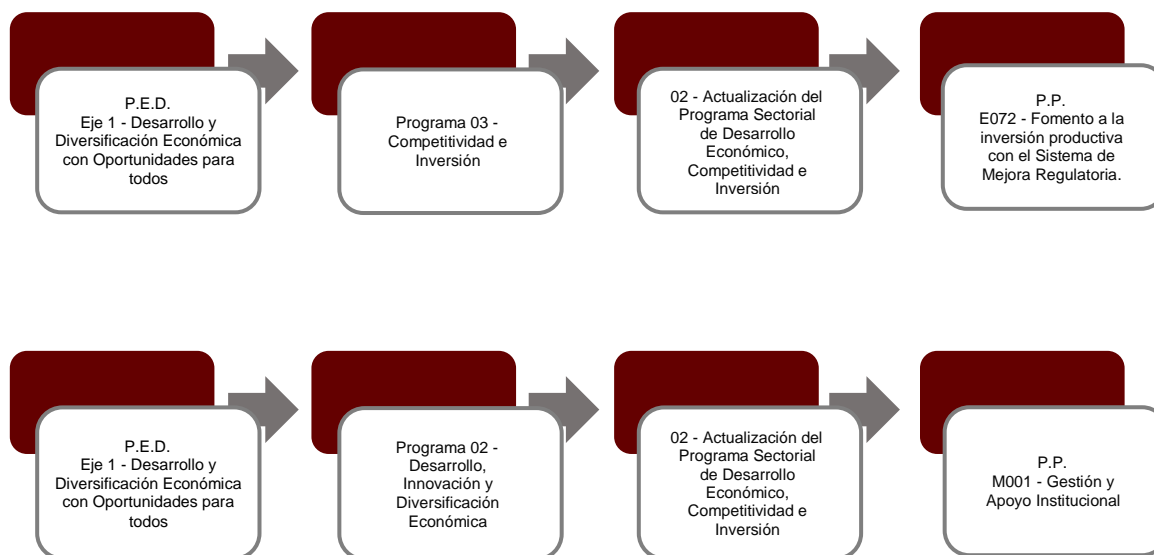 P.E.D.
Eje 1 - Desarrollo y
Diversificación Económica
con Oportunidades para
todos
Programa 03 -
Competitividad e
Inversión
02 - Actualización del
Programa Sectorial
de Desarrollo
Económico,
Competitividad e
Inversión
P.P.
E072 - Fomento a la
inversión productiva
con el Sistema de
Mejora Regulatoria.
P.E.D.
Eje 1 - Desarrollo y
Diversificación Económica
con Oportunidades para
todos
Programa 02 -
Desarrollo,
Innovación y
Diversificación
Económica
02 - Actualización del
Programa Sectorial
de Desarrollo
Económico,
Competitividad e
Inversión
P.P.
M001 - Gestión y
Apoyo Institucional